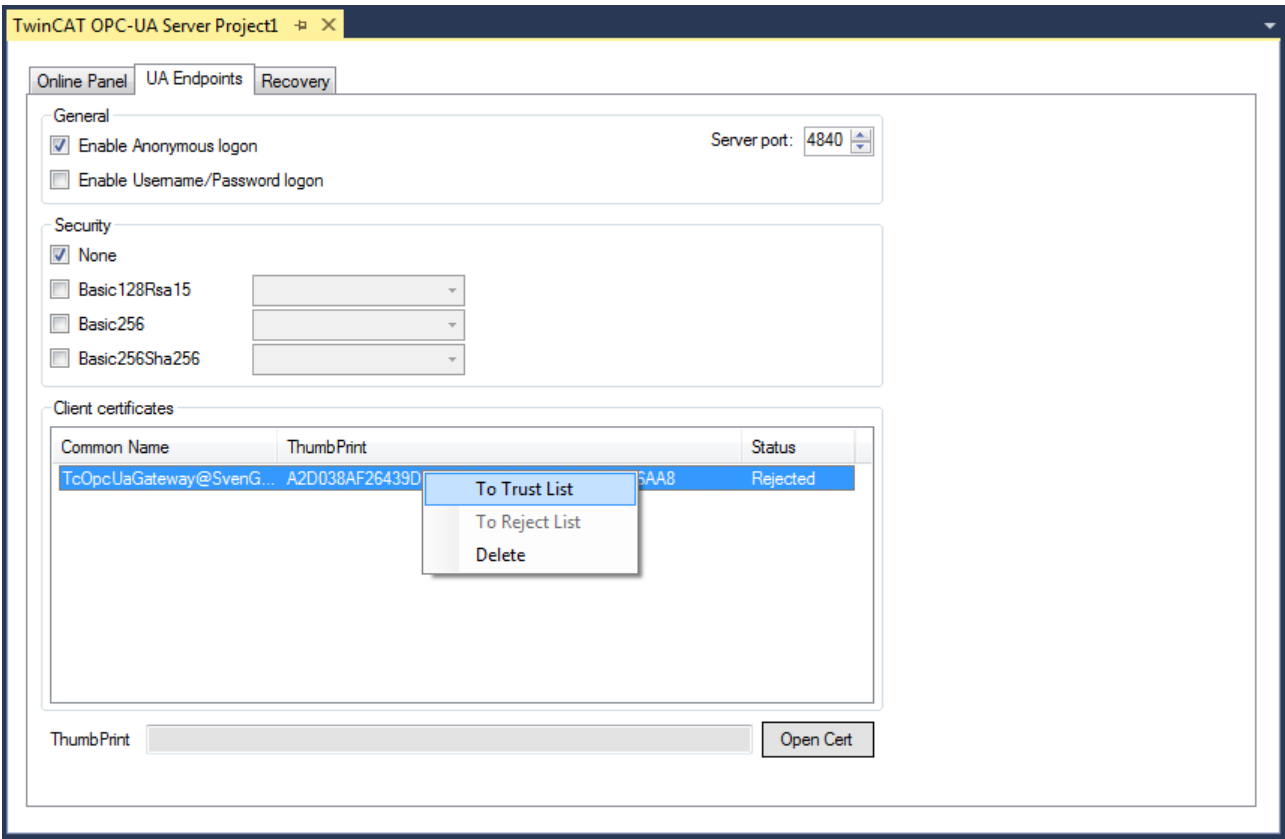 TwinCAT OPC-UA Server Project1
Online Panel UA Endpoints Recovery
General
Enable Anonymous logon Server port: 4840
Enable Username/Password logon
Security
None
Basic128Rsa15
Basic256
Basic256Sha256
Client certificates
Common Name ThumbPrint Status
TcOpcUaGateway@SvenG... A2D038AF26439D 6AA8 Rejected
To Trust List
To Reject List
Delete
ThumbPrint Open Cert